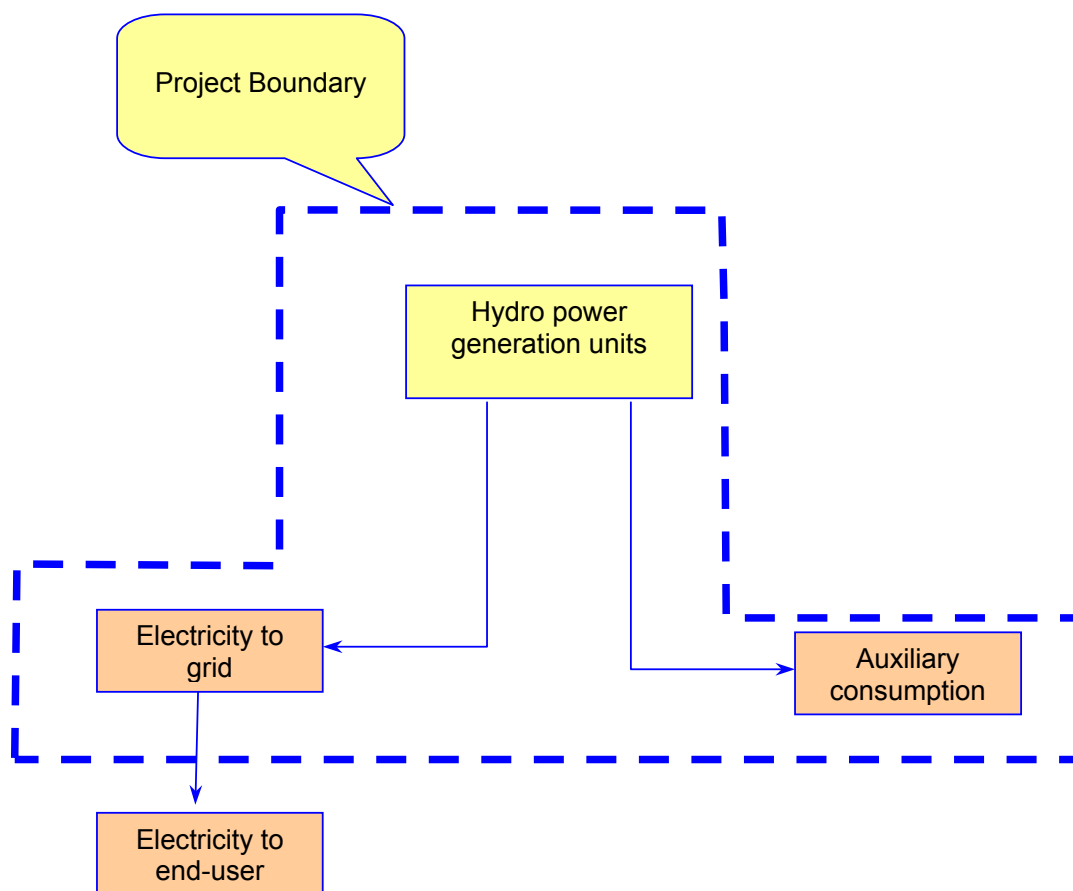 Project Boundary
Hydro power
generation units
Electricity to
grid
Auxiliary
consumption
Electricity to
end-user